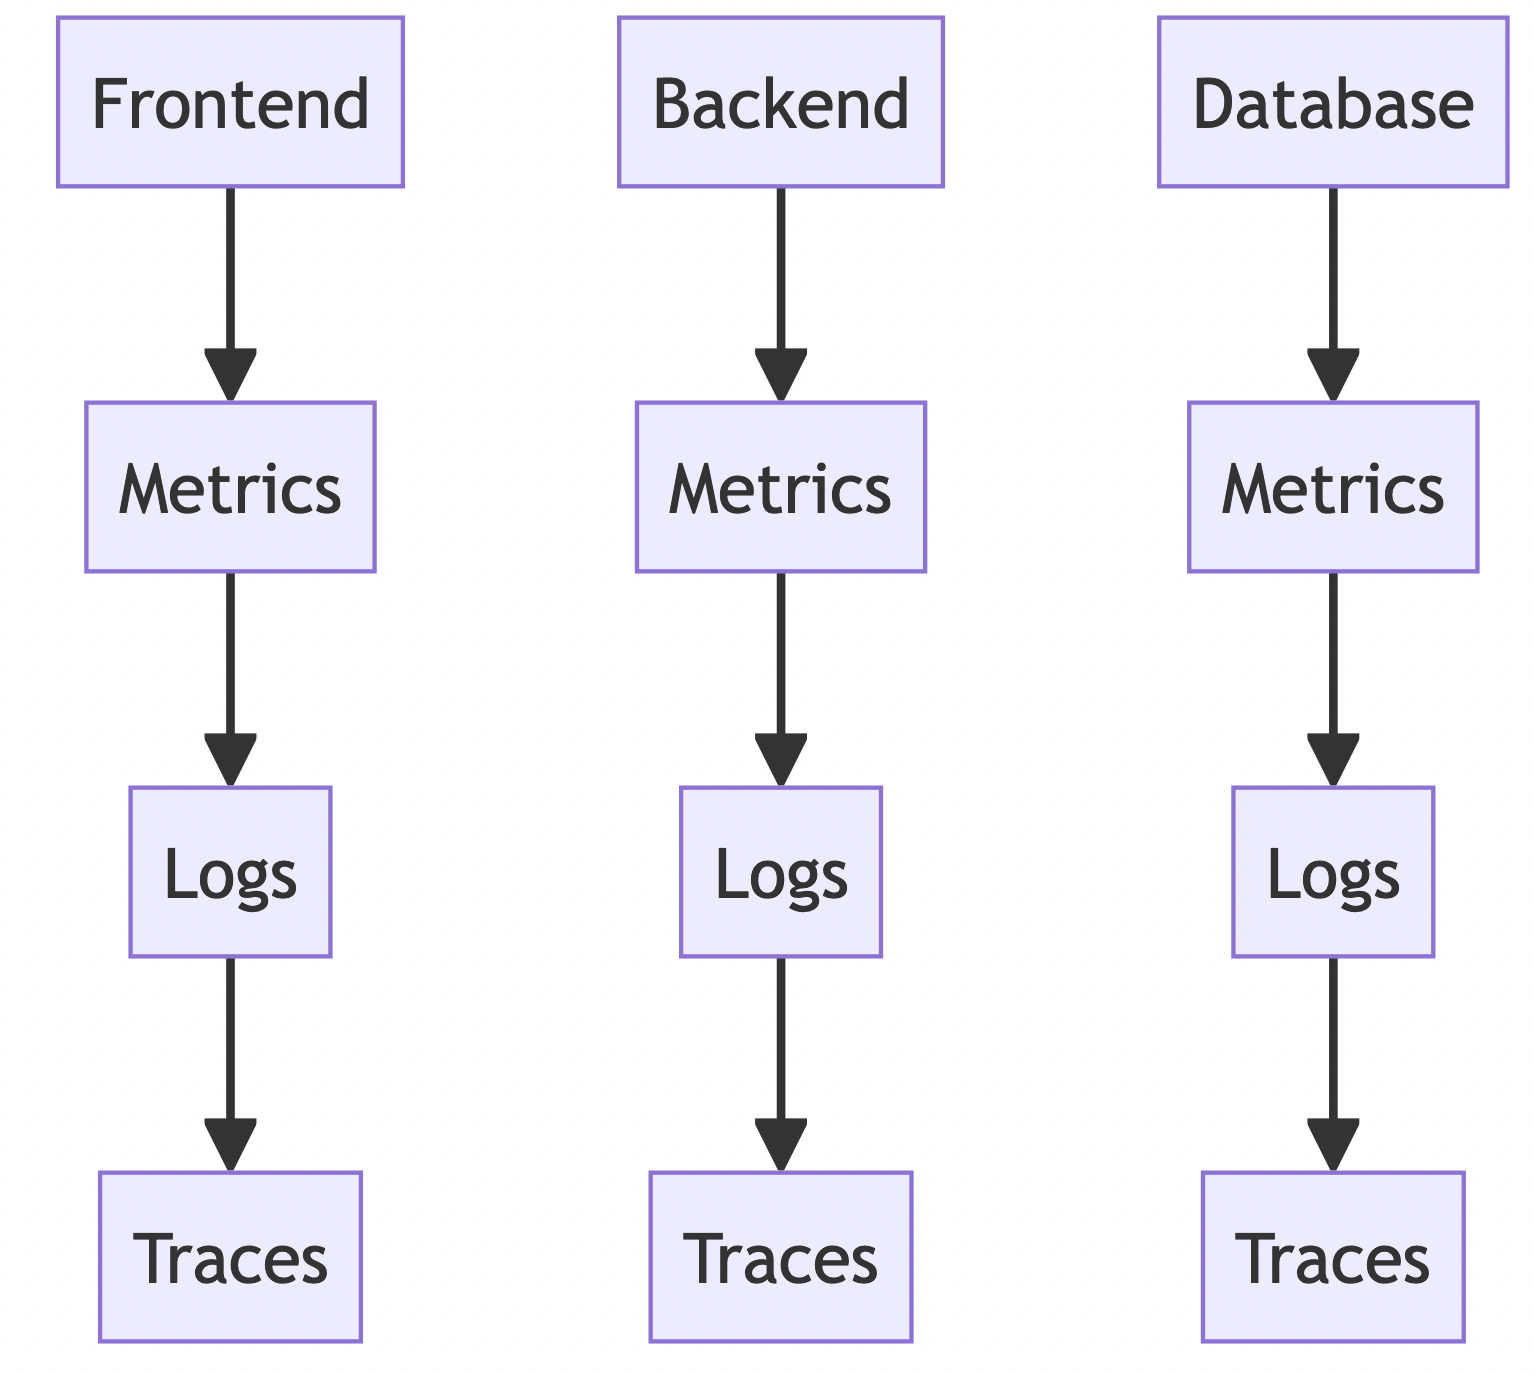 Frontend
Backend
Database
Metrics
Metrics
Metrics
Logs
Logs
Logs
Traces
Traces
Traces